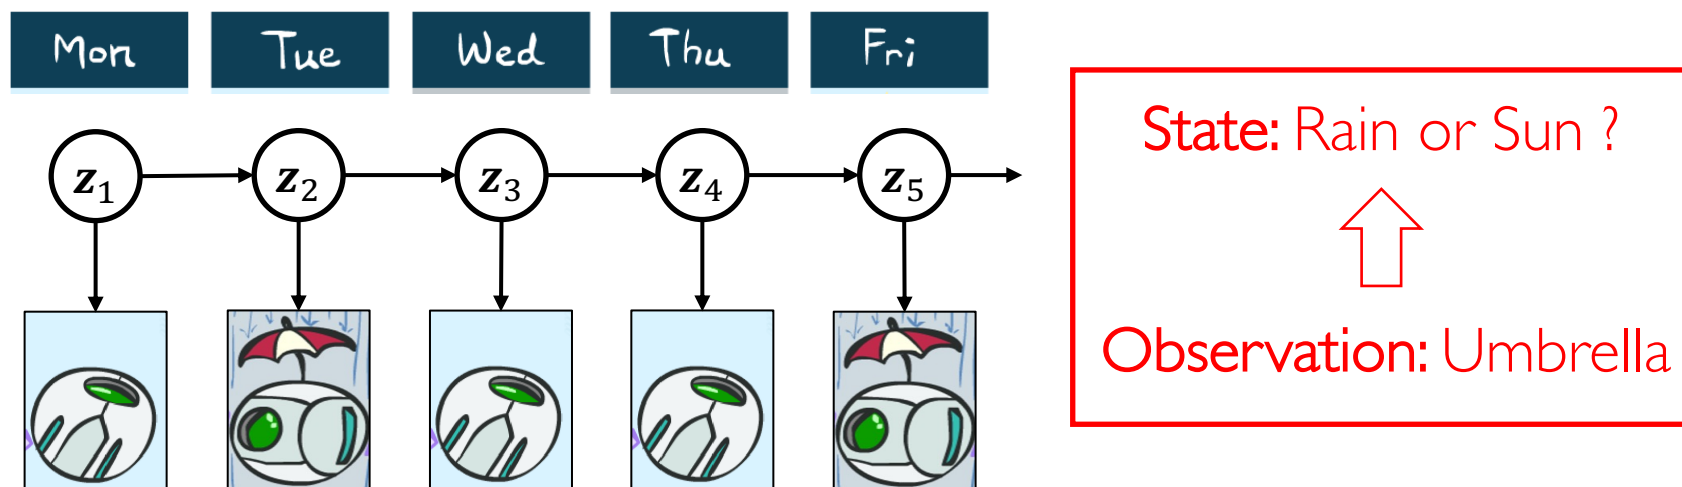 Mon Tue Wed Thu Fri
z₁ z₂ z₃ z₄ z₅
State: Rain or Sun ?
Observation: Umbrella